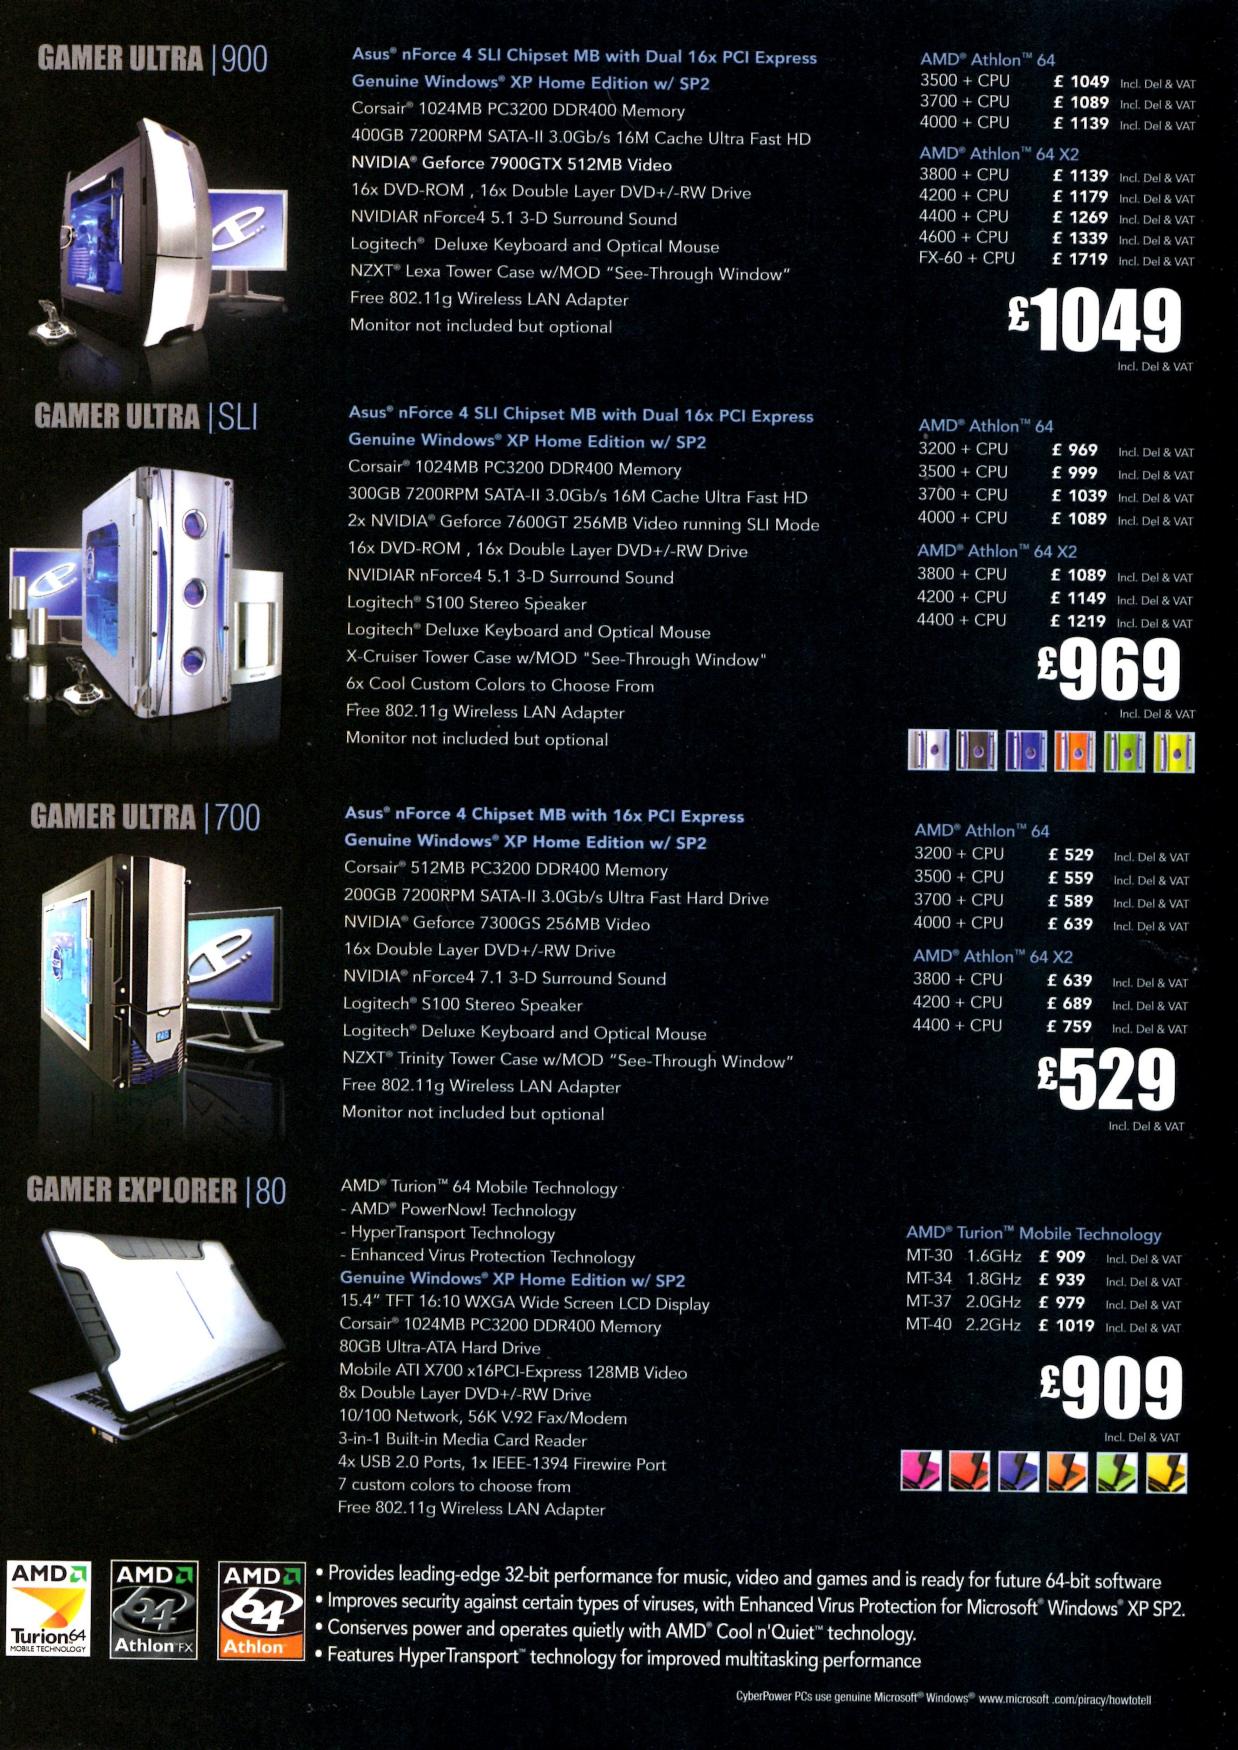 GAMER ULTRA |900
Asus® nForce 4 SLI Chipset MB with Dual 16x PCI Express
Genuine Windows® XP Home Edition w/ SP2
Corsair® 1024MB PC3200 DDR400 Memory
400GB 7200RPM SATA-II 3.0Gb/s 16M Cache Ultra Fast HD
NVIDIA® Geforce 7900GTX 512MB Video
16x DVD-ROM , 16x Double Layer DVD+/-RW Drive
NVIDIAR nForce4 5.1 3-D Surround Sound
Logitech® Deluxe Keyboard and Optical Mouse
NZXT® Lexa Tower Case w/MOD "See-Through Window"
Free 802.11g Wireless LAN Adapter
Monitor not included but optional
AMD® Athlon™ 64
3500 + CPU £ 1049 Incl. Del & VAT
3700 + CPU £ 1089 Incl. Del & VAT
4000 + CPU £ 1139 Incl. Del & VAT
AMD® Athlon™ 64 X2
3800 + CPU £ 1139 Incl. Del & VAT
4200 + CPU £ 1179 Incl. Del & VAT
4400 + CPU £ 1269 Incl. Del & VAT
4600 + CPU £ 1339 Incl. Del & VAT
FX-60 + CPU £ 1719 Incl. Del & VAT
£1049
Incl. Del & VAT
GAMER ULTRA |SLI
Asus® nForce 4 SLI Chipset MB with Dual 16x PCI Express
Genuine Windows® XP Home Edition w/ SP2
Corsair® 1024MB PC3200 DDR400 Memory
300GB 7200RPM SATA-II 3.0Gb/s 16M Cache Ultra Fast HD
2x NVIDIA® Geforce 7600GT 256MB Video running SLI Mode
16x DVD-ROM , 16x Double Layer DVD+/-RW Drive
NVIDIAR nForce4 5.1 3-D Surround Sound
Logitech® S100 Stereo Speaker
Logitech® Deluxe Keyboard and Optical Mouse
X-Cruiser Tower Case w/MOD "See-Through Window"
6x Cool Custom Colors to Choose From
Free 802.11g Wireless LAN Adapter
Monitor not included but optional
AMD® Athlon™ 64
3200 + CPU £ 969 Incl. Del & VAT
3500 + CPU £ 999 Incl. Del & VAT
3700 + CPU £ 1039 Incl. Del & VAT
4000 + CPU £ 1089 Incl. Del & VAT
AMD® Athlon™ 64 X2
3800 + CPU £ 1089 Incl. Del & VAT
4200 + CPU £ 1149 Incl. Del & VAT
4400 + CPU £ 1219 Incl. Del & VAT
£969
Incl. Del & VAT
GAMER ULTRA |700
Asus® nForce 4 Chipset MB with 16x PCI Express
Genuine Windows® XP Home Edition w/ SP2
Corsair® 512MB PC3200 DDR400 Memory
200GB 7200RPM SATA-II 3.0Gb/s Ultra Fast Hard Drive
NVIDIA® Geforce 7300GS 256MB Video
16x Double Layer DVD+/-RW Drive
NVIDIA® nForce4 7.1 3-D Surround Sound
Logitech® S100 Stereo Speaker
Logitech® Deluxe Keyboard and Optical Mouse
NZXT® Trinity Tower Case w/MOD "See-Through Window"
Free 802.11g Wireless LAN Adapter
Monitor not included but optional
AMD® Athlon™ 64
3200 + CPU £ 529 Incl. Del & VAT
3500 + CPU £ 559 Incl. Del & VAT
3700 + CPU £ 589 Incl. Del & VAT
4000 + CPU £ 639 Incl. Del & VAT
AMD® Athlon™ 64 X2
3800 + CPU £ 639 Incl. Del & VAT
4200 + CPU £ 689 Incl. Del & VAT
4400 + CPU £ 759 Incl. Del & VAT
£529
Incl. Del & VAT
GAMER EXPLORER |80
AMD® Turion™ 64 Mobile Technology
- AMD® PowerNow! Technology
- HyperTransport Technology
- Enhanced Virus Protection Technology
Genuine Windows® XP Home Edition w/ SP2
15.4" TFT 16:10 WXGA Wide Screen LCD Display
Corsair® 1024MB PC3200 DDR400 Memory
80GB Ultra-ATA Hard Drive
Mobile ATI X700 x16PCI-Express 128MB Video
8x Double Layer DVD+/-RW Drive
10/100 Network, 56K V.92 Fax/Modem
3-in-1 Built-in Media Card Reader
4x USB 2.0 Ports, 1x IEEE-1394 Firewire Port
7 custom colors to choose from
Free 802.11g Wireless LAN Adapter
AMD® Turion™ Mobile Technology
MT-30 1.6GHz £ 909 Incl. Del & VAT
MT-34 1.8GHz £ 939 Incl. Del & VAT
MT-37 2.0GHz £ 979 Incl. Del & VAT
MT-40 2.2GHz £ 1019 Incl. Del & VAT
£909
Incl. Del & VAT
AMD
Turion 64
MOBILE TECHNOLOGY
AMD
64
Athlon FX
AMD
64
Athlon™
• Provides leading-edge 32-bit performance for music, video and games and is ready for future 64-bit software
• Improves security against certain types of viruses, with Enhanced Virus Protection for Microsoft® Windows® XP SP2.
• Conserves power and operates quietly with AMD® Cool n'Quiet™ technology.
• Features HyperTransport™ technology for improved multitasking performance
CyberPower PCs use genuine Microsoft® Windows® www.microsoft .com/piracy/howtotell